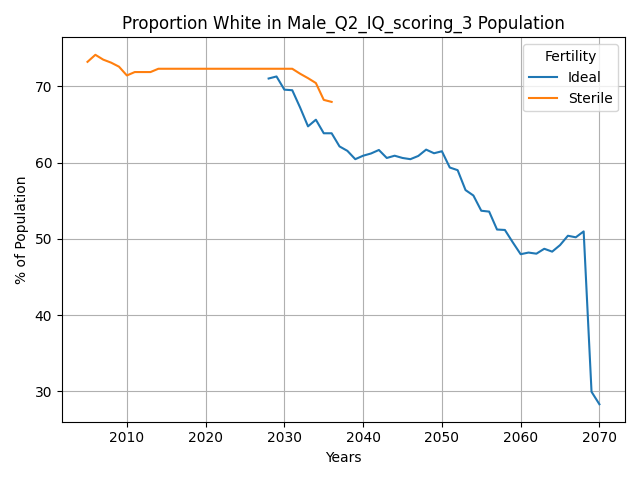 Proportion White in Male_Q2_IQ_scoring_3 Population
Fertility
Ideal
Sterile
% of Population
70
60
50
40
30
2010 2020 2030 2040 2050 2060 2070
Years